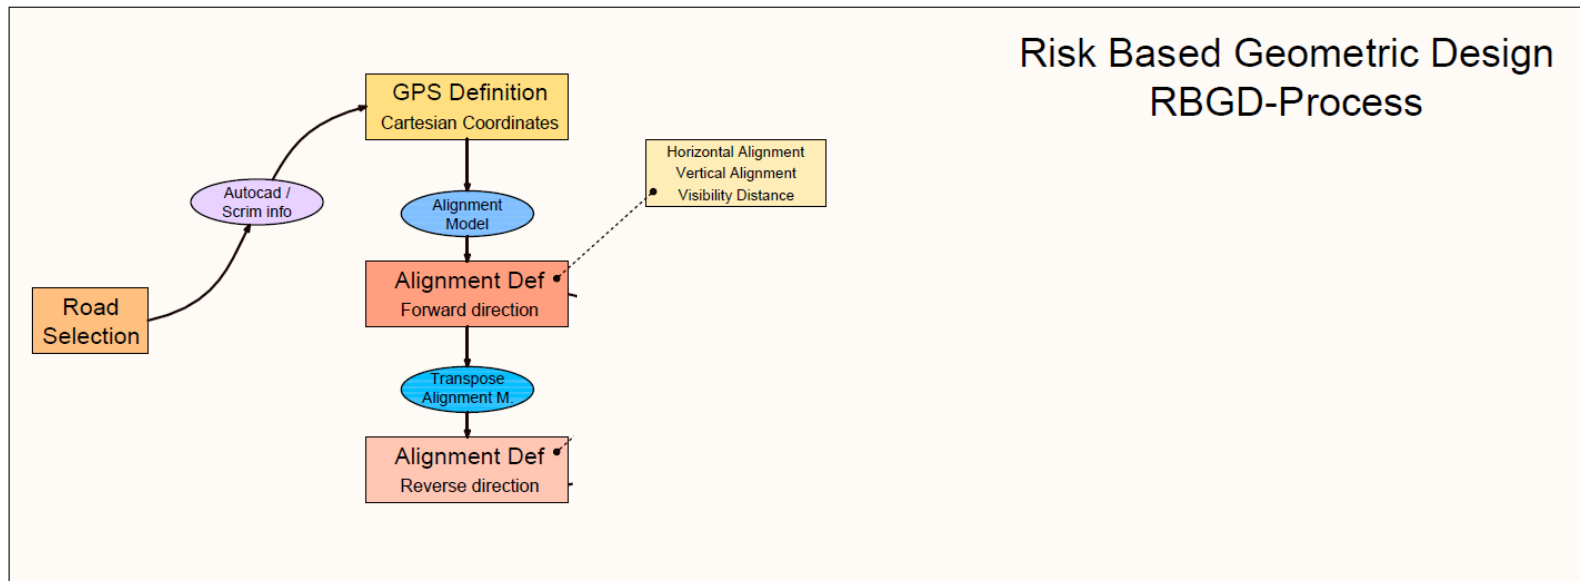 Risk Based Geometric Design
RBGD-Process
GPS Definition
Cartesian Coordinates
Horizontal Alignment
Vertical Alignment
Visibility Distance
Autocad /
Scrim info
Alignment
Model
Alignment Def
Forward direction
Road
Selection
Transpose
Alignment M.
Alignment Def
Reverse direction